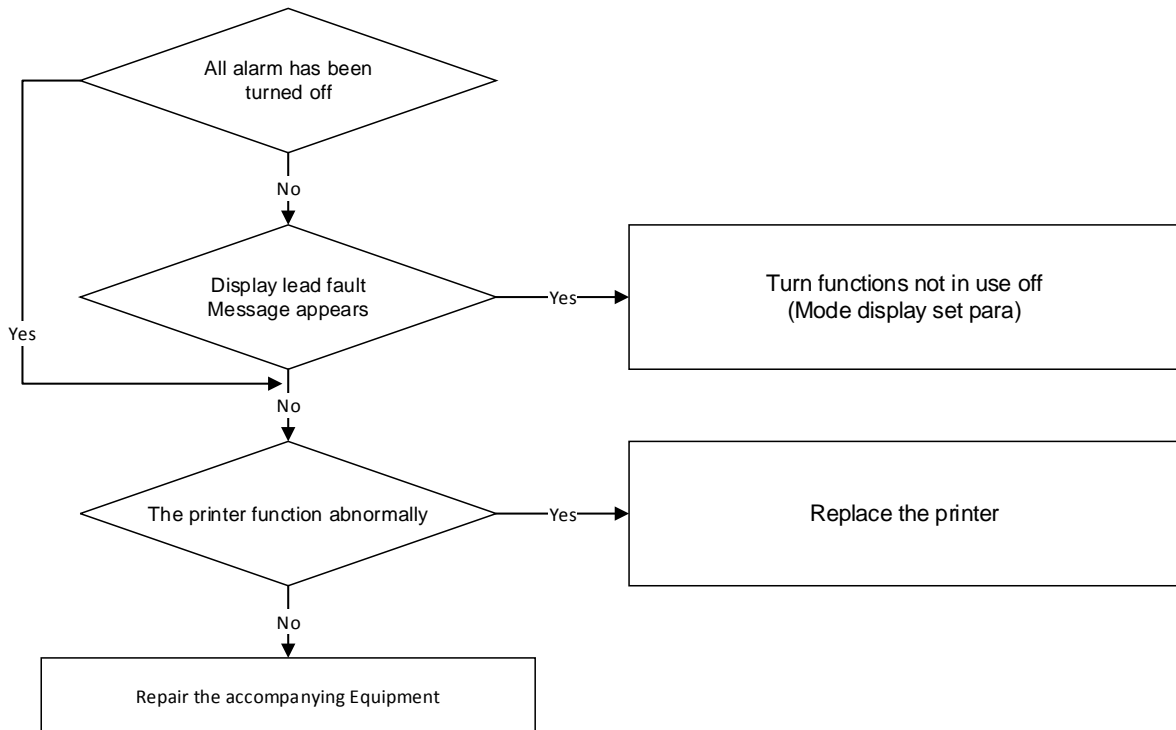 All alarm has been
turned off
No
Display lead fault
Message appears
Yes
Turn functions not in use off
(Mode display set para)
Yes
No
The printer function abnormally
Yes
Replace the printer
No
Repair the accompanying Equipment